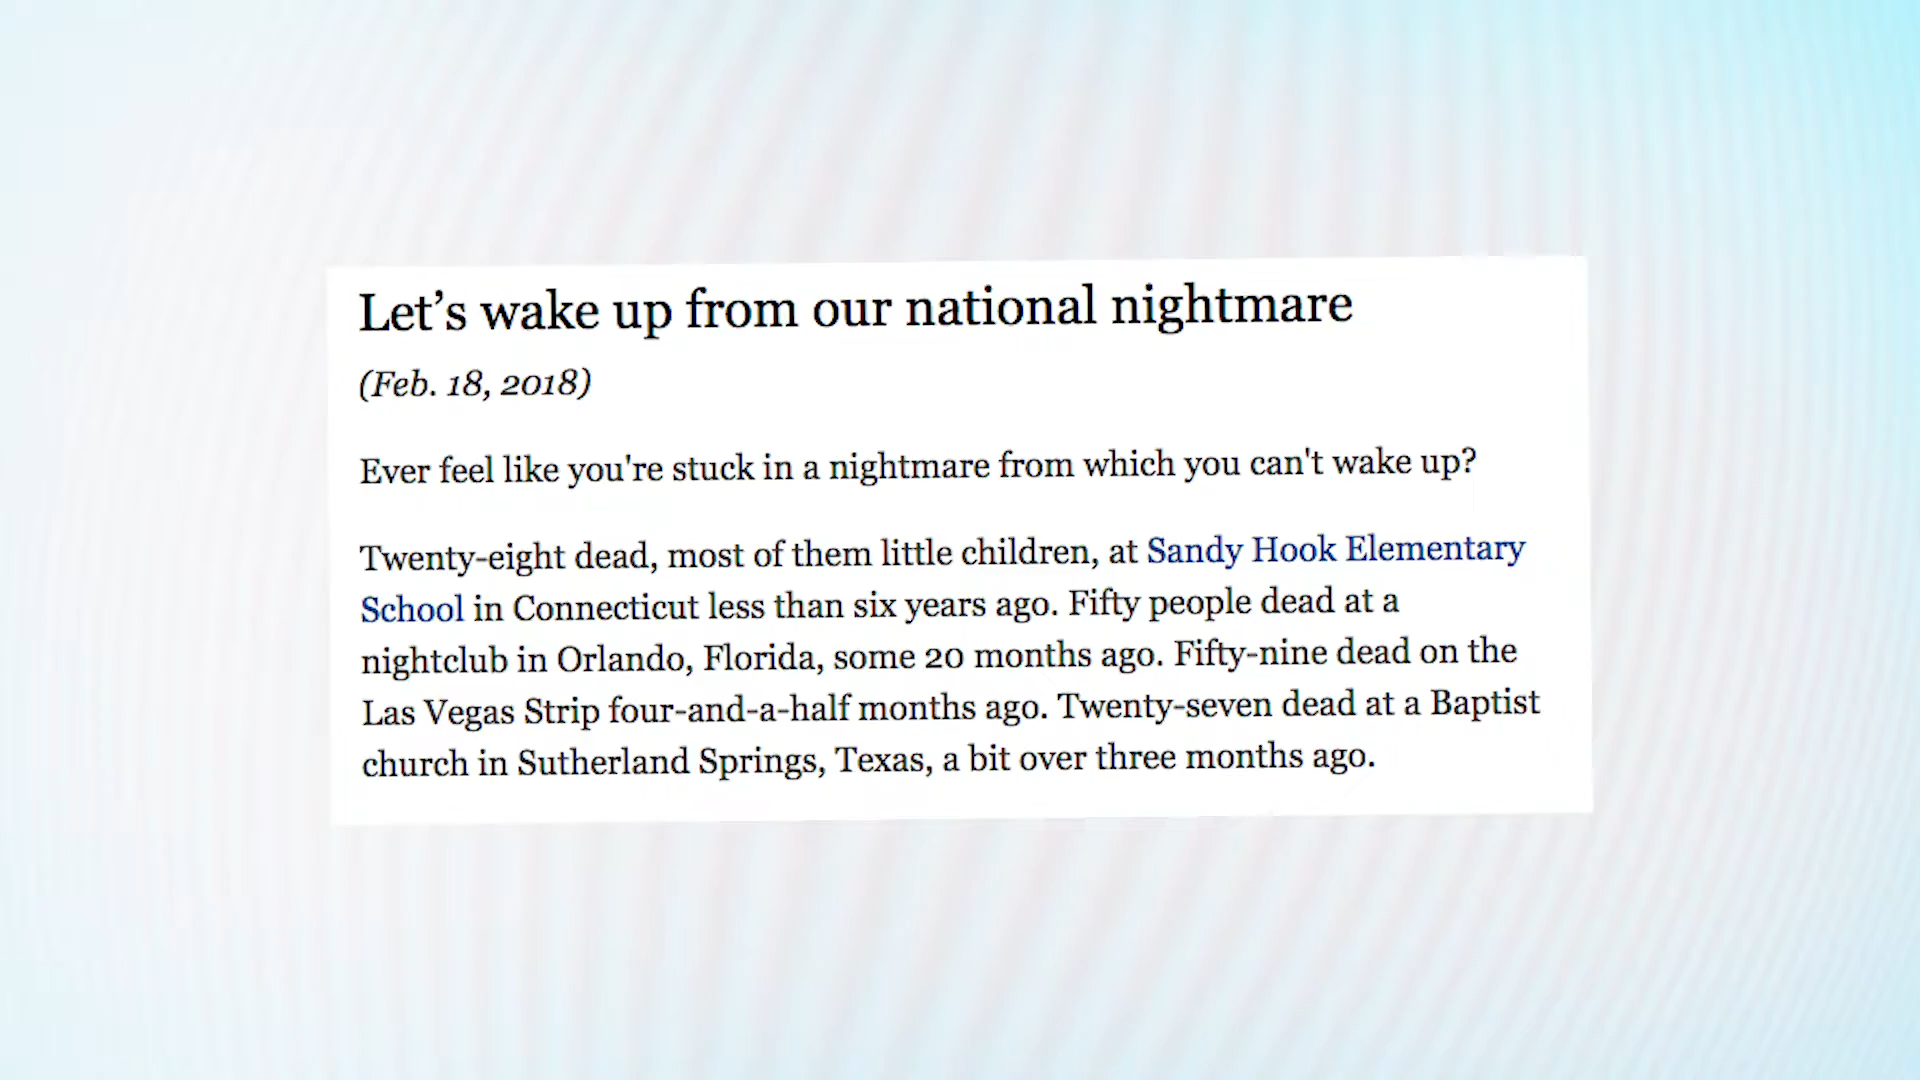 Let’s wake up from our national nightmare
(Feb. 18, 2018)
Ever feel like you're stuck in a nightmare from which you can't wake up?
Twenty-eight dead, most of them little children, at Sandy Hook Elementary
School in Connecticut less than six years ago. Fifty people dead at a
nightclub in Orlando, Florida, some 20 months ago. Fifty-nine dead on the
Las Vegas Strip four-and-a-half months ago. Twenty-seven dead at a Baptist
church in Sutherland Springs, Texas, a bit over three months ago.